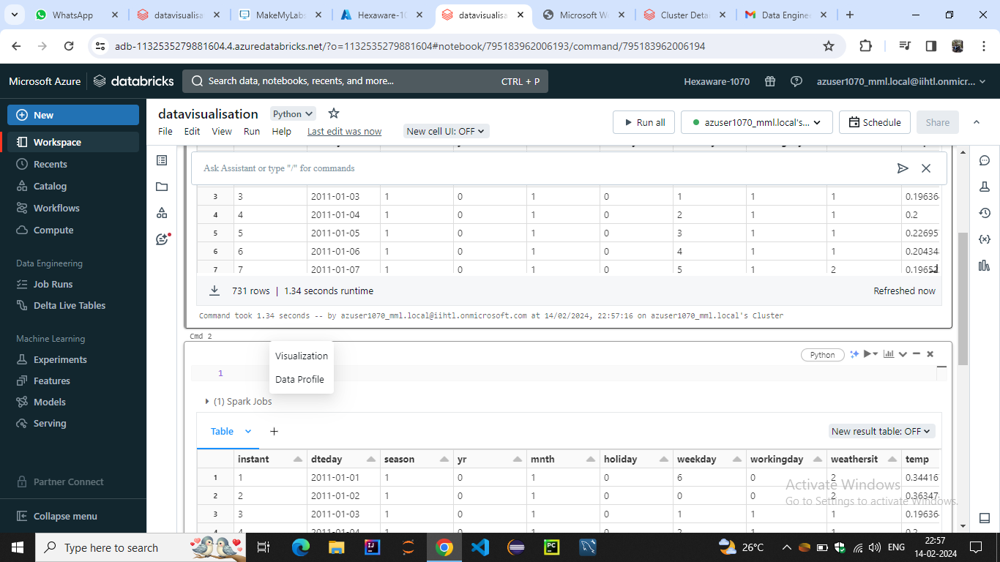 WhatsApp
datavisualisa
MakeMyLabs
Hexaware-10
datavisualisa
Microsoft W
Cluster Detai
Data Enginee
adb-1132535279881604.4.azuredatabricks.net/?o=1132535279881604#notebook/795183962006193/command/795183962006194
Microsoft Azure
databricks
Search data, notebooks, recents, and more...
CTRL + P
Hexaware-1070
azuser1070_mml.local@iihtl.onmicr...
New
Workspace
Recents
Catalog
Workflows
Compute
Data Engineering
Job Runs
Delta Live Tables
Machine Learning
Experiments
Features
Models
Serving
Partner Connect
Collapse menu
datavisualisation
Python
Run all
azuser1070_mml.local's...
Schedule
Share
File Edit View Run Help Last edit was now New cell UI: OFF
Ask Assistant or type "/" for commands
3 3 2011-01-03 1 0 1 0 1 1 1 0.19636
4 4 2011-01-04 1 0 1 0 2 1 1 0.2
5 5 2011-01-05 1 0 1 0 3 1 1 0.22695
6 6 2011-01-06 1 0 1 0 4 1 1 0.20434
7 7 2011-01-07 1 0 1 0 5 1 2 0.1965
731 rows | 1.34 seconds runtime
Refreshed now
Command took 1.34 seconds -- by azuser1070_mml.local@iihtl.onmicrosoft.com at 14/02/2024, 22:57:16 on azuser1070_mml.local's Cluster
Cmd 2
Visualization
Data Profile
Python
1
(1) Spark Jobs
Table
New result table: OFF
instant dteday season yr mnth holiday weekday workingday weathersit temp
1 1 2011-01-01 1 0 1 0 6 0 2 0.34416
2 2 2011-01-02 1 0 1 0 0 0 2 0.36347
3 3 2011-01-03 1 0 1 0 1 1 1 0.19636
4 4 2011-01-04 1 0 1 0 2 1 1 0.2
Activate Windows
Go to Settings to activate Windows.
Type here to search
26°C
ENG
22:57
14-02-2024